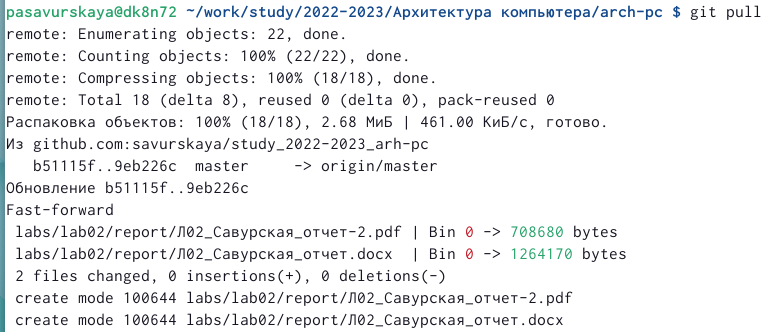 pasavurskaya@dk8n72 ~/work/study/2022-2023/Архитектура компьютера/arch-pc $ git pull
remote: Enumerating objects: 22, done.
remote: Counting objects: 100% (22/22), done.
remote: Compressing objects: 100% (18/18), done.
remote: Total 18 (delta 8), reused 0 (delta 0), pack-reused 0
Распаковка объектов: 100% (18/18), 2.68 МиБ | 461.00 КиБ/с, готово.
Из github.com:savurskaya/study_2022-2023_arh-pc
   b51115f..9eb226c  master     -> origin/master
Обновление b51115f..9eb226c
Fast-forward
 labs/lab02/report/Л02_Савурская_отчет-2.pdf | Bin 0 -> 708680 bytes
 labs/lab02/report/Л02_Савурская_отчет.docx  | Bin 0 -> 1264170 bytes
 2 files changed, 0 insertions(+), 0 deletions(-)
 create mode 100644 labs/lab02/report/Л02_Савурская_отчет-2.pdf
 create mode 100644 labs/lab02/report/Л02_Савурская_отчет.docx